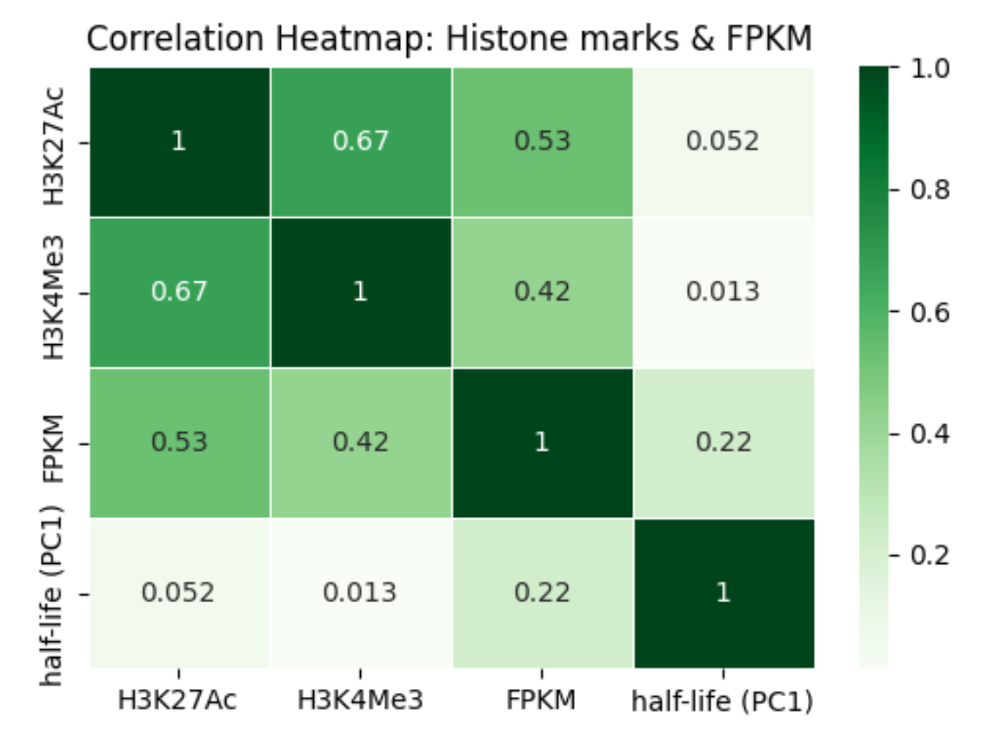 Correlation Heatmap: Histone marks & FPKM
H3K27Ac
1
0.67
0.53
0.052
H3K4Me3
0.67
1
0.42
0.013
FPKM
0.53
0.42
1
0.22
half-life (PC1)
0.052
0.013
0.22
1
H3K27Ac
H3K4Me3
FPKM
half-life (PC1)
1.0
0.8
0.6
0.4
0.2